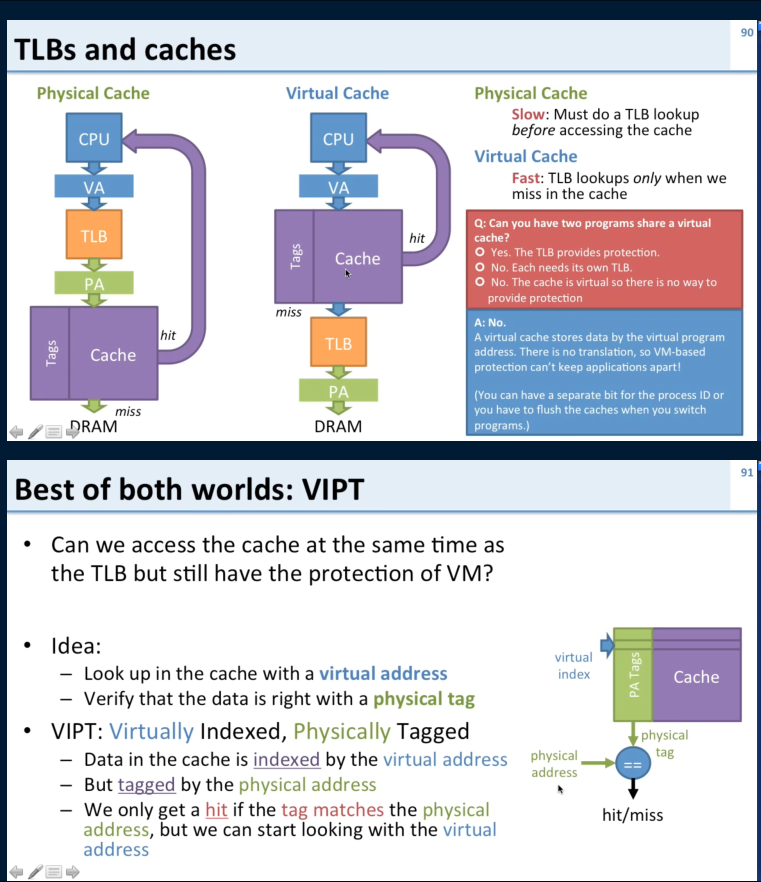 90
TLBs and caches
Physical Cache
CPU
VA
TLB
PA
Tags
Cache
hit
miss
DRAM
Virtual Cache
CPU
VA
Tags
Cache
hit
miss
TLB
PA
DRAM
Physical Cache
Slow: Must do a TLB lookup
before accessing the cache
Virtual Cache
Fast: TLB lookups only when we
miss in the cache
Q: Can you have two programs share a virtual
cache?
Yes. The TLB provides protection.
No. Each needs its own TLB.
No. The cache is virtual so there is no way to
provide protection
A: No.
A virtual cache stores data by the virtual program
address. There is no translation, so VM-based
protection can't keep applications apart!
(You can have a separate bit for the process ID or
you have to flush the caches when you switch
programs.)
91
Best of both worlds: VIPT
• Can we access the cache at the same time as
the TLB but still have the protection of VM?
• Idea:
– Look up in the cache with a virtual address
– Verify that the data is right with a physical tag
• VIPT: Virtually Indexed, Physically Tagged
– Data in the cache is indexed by the virtual address
– But tagged by the physical address
– We only get a hit if the tag matches the physical
address, but we can start looking with the virtual
address
virtual
index
PA Tags
Cache
physical
tag
physical
address
==
hit/miss